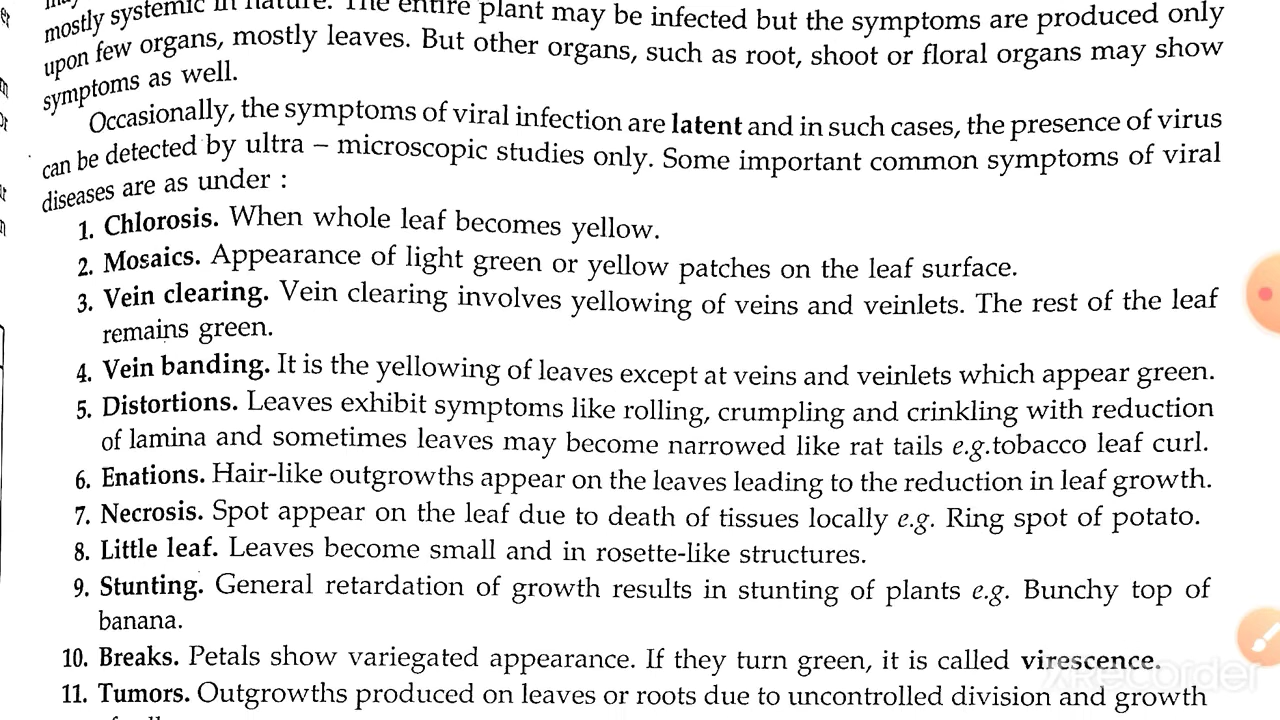 mostly systemic in nature. The entire plant may be infected but the symptoms are produced only
upon few organs, mostly leaves. But other organs, such as root, shoot or floral organs may show
symptoms as well.
Occasionally, the symptoms of viral infection are latent and in such cases, the presence of virus
can be detected by ultra – microscopic studies only. Some important common symptoms of viral
diseases are as under :
1. Chlorosis. When whole leaf becomes yellow.
2. Mosaics. Appearance of light green or yellow patches on the leaf surface.
3. Vein clearing. Vein clearing involves yellowing of veins and veinlets. The rest of the leaf
remains green.
4. Vein banding. It is the yellowing of leaves except at veins and veinlets which appear green.
5. Distortions. Leaves exhibit symptoms like rolling, crumpling and crinkling with reduction
of lamina and sometimes leaves may become narrowed like rat tails e.g.tobacco leaf curl.
6. Enations. Hair-like outgrowths appear on the leaves leading to the reduction in leaf growth.
7. Necrosis. Spot appear on the leaf due to death of tissues locally e.g. Ring spot of potato.
8. Little leaf. Leaves become small and in rosette-like structures.
9. Stunting. General retardation of growth results in stunting of plants e.g. Bunchy top of
banana.
10. Breaks. Petals show variegated appearance. If they turn green, it is called virescence.
XRecorder
11. Tumors. Outgrowths produced on leaves or roots due to uncontrolled division and growth